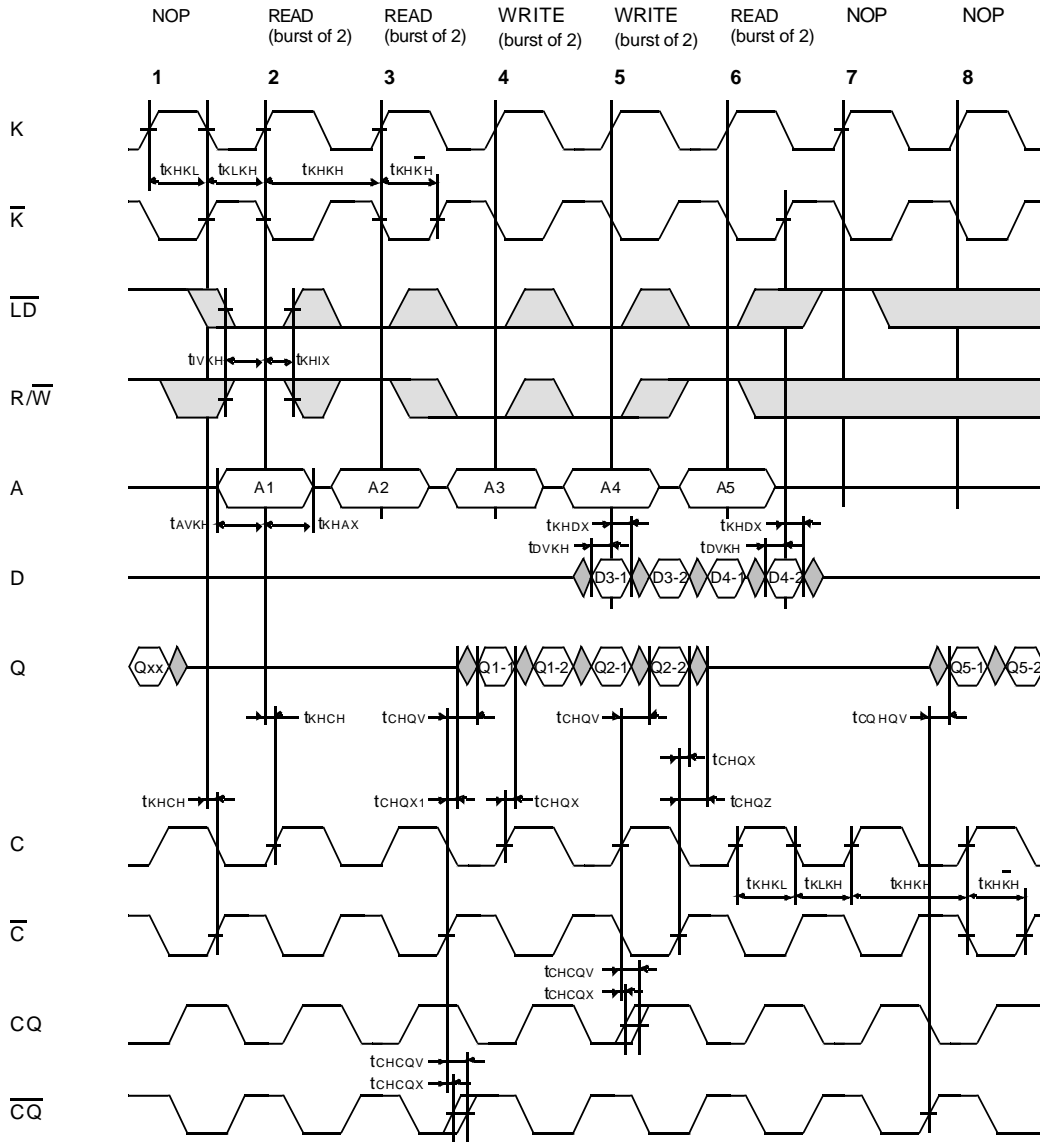 NOP READ READ WRITE WRITE READ NOP NOP
(burst of 2) (burst of 2) (burst of 2) (burst of 2) (burst of 2)
1 2 3 4 5 6 7 8
K
tKHKL tKLKH tKHKH tKHK̅H
K̅
L̅D̅
tIVKH tKHIX
R/W̅
A A1 A2 A3 A4 A5
tAVKH tKHAX tKHDX tKHDX
tDVKH tDVKH
D D3-1 D3-2 D4-1 D4-2
Q Qxx Q1-1 Q1-2 Q2-1 Q2-2 Q5-1 Q5-2
tKHCH tCHQV tCHQV tCQHQV
tCHQX
tKHCH tCHQX1 tCHQX tCHQZ
C
tKHKL tKLKH tKHKH tKHK̅H
C̅
tCHCQV
tCHCQX
CQ
tCHCQV
tCHCQX
C̅Q̅